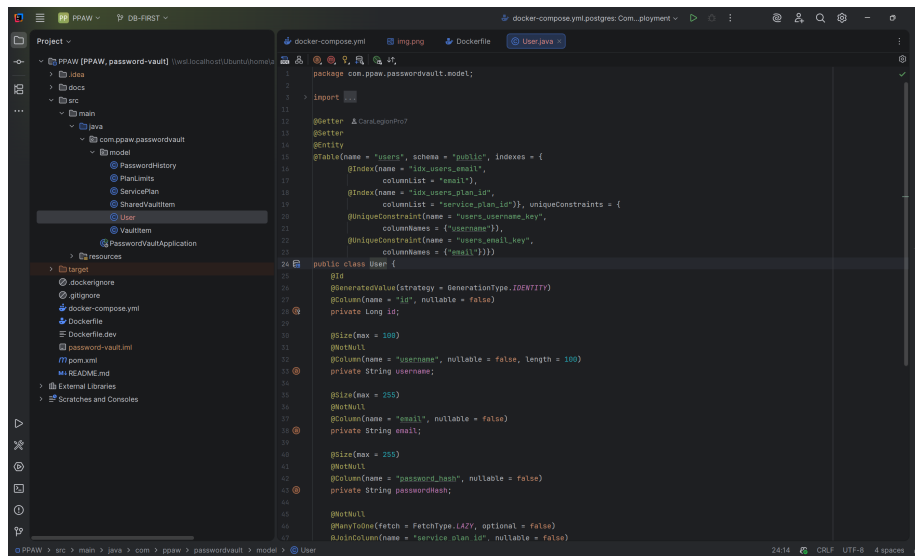 PP PPAW DB-FIRST docker-compose.yml.postgres: Com...ployment
Project
docker-compose.yml img.png Dockerfile User.java
PPAW [PPAW, password-vault] \\wsl.localhost\Ubuntu\home\a
.idea
docs
src
main
java
com.ppaw.passwordvault
model
PasswordHistory
PlanLimits
ServicePlan
SharedVaultItem
User
VaultItem
PasswordVaultApplication
resources
target
.dockerignore
.gitignore
docker-compose.yml
Dockerfile
Dockerfile.dev
password-vault.iml
pom.xml
README.md
External Libraries
Scratches and Consoles
1 package com.ppaw.passwordvault.model;
2
3 import ...
11
12 @Getter CaraLegionPro7
13 @Setter
14 @Entity
15 @Table(name = "users", schema = "public", indexes = {
16 @Index(name = "idx_users_email",
17 columnList = "email"),
18 @Index(name = "idx_users_plan_id",
19 columnList = "service_plan_id")}, uniqueConstraints = {
20 @UniqueConstraint(name = "users_username_key",
21 columnNames = {"username"}),
22 @UniqueConstraint(name = "users_email_key",
23 columnNames = {"email"})})
24 public class User {
25 @Id
26 @GeneratedValue(strategy = GenerationType.IDENTITY)
27 @Column(name = "id", nullable = false)
28 private Long id;
29
30 @Size(max = 100)
31 @NotNull
32 @Column(name = "username", nullable = false, length = 100)
33 private String username;
34
35 @Size(max = 255)
36 @NotNull
37 @Column(name = "email", nullable = false)
38 private String email;
39
40 @Size(max = 255)
41 @NotNull
42 @Column(name = "password_hash", nullable = false)
43 private String passwordHash;
44
45 @NotNull
46 @ManyToOne(fetch = FetchType.LAZY, optional = false)
47 @JoinColumn(name = "service_plan_id", nullable = false)
PPAW > src > main > java > com > ppaw > passwordvault > model > User 24:14 CRLF UTF-8 4 spaces